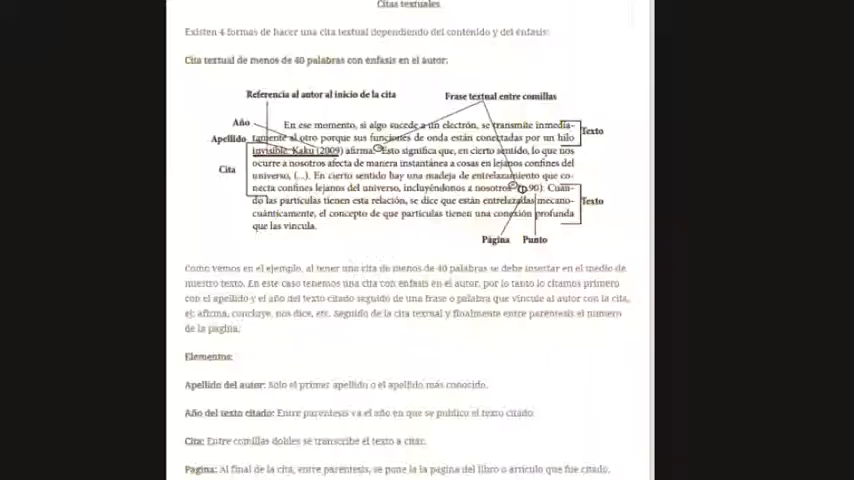 Citas textuales
Existen 4 formas de hacer una cita textual dependiendo del contenido y del énfasis:
Cita textual de menos de 40 palabras con énfasis en el autor:
Referencia al autor al inicio de la cita
Frase textual entre comillas
Año
Apellido
Cita
En ese momento, si algo sucede a un electrón, se transmite inmedia-
tamente al otro porque sus funciones de onda están conectadas por un hilo
invisible. Kaku (2009) afirma: "Esto significa que, en cierto sentido, lo que nos
ocurre a nosotros afecta de manera instantánea a cosas en lejanos confines del
universo, (...). En cierto sentido hay una madeja de entrelazamiento que co-
necta confines lejanos del universo, incluyéndonos a nosotros" (p.90). Cuan-
do las partículas tienen esta relación, se dice que están entrelazadas mecano-
cuánticamente, el concepto de que partículas tienen una conexión profunda
que las vincula.
Texto
Texto
Página
Punto
Como vemos en el ejemplo, al tener una cita de menos de 40 palabras se debe insertar en el medio de
nuestro texto. En este caso tenemos una cita con énfasis en el autor, por lo tanto lo citamos primero
con el apellido y el año del texto citado seguido de una frase o palabra que vincule al autor con la cita,
ej: afirma, concluye, nos dice, etc. Seguido de la cita textual y finalmente entre paréntesis el numero
de la pagina.
Elementos:
Apellido del autor: Solo el primer apellido o el apellido más conocido.
Año del texto citado: Entre parentesis va el año en que se publico el texto citado
Cita: Entre comillas dobles se transcribe el texto a citar.
Pagina: Al final de la cita, entre parentesis, se pone la la pagina del libro o articulo que fue citado.